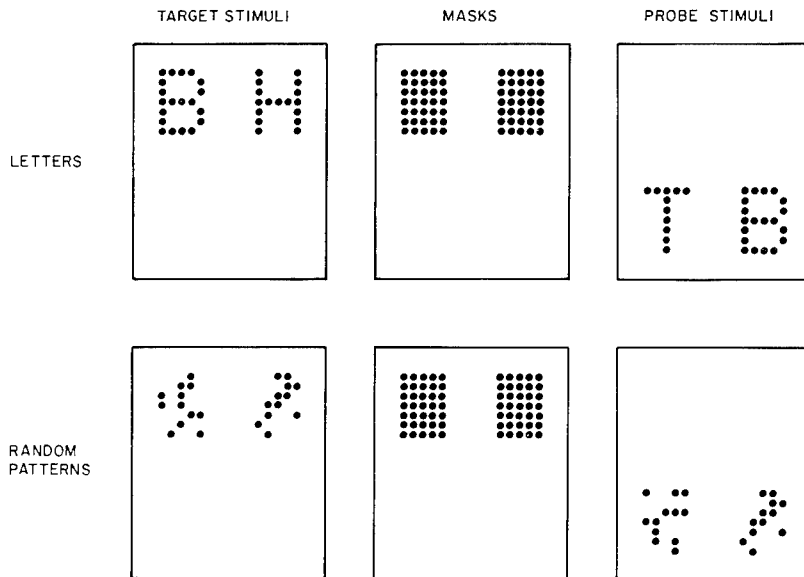 TARGET STIMULI MASKS PROBE STIMULI
LETTERS
B H
T B
RANDOM
PATTERNS